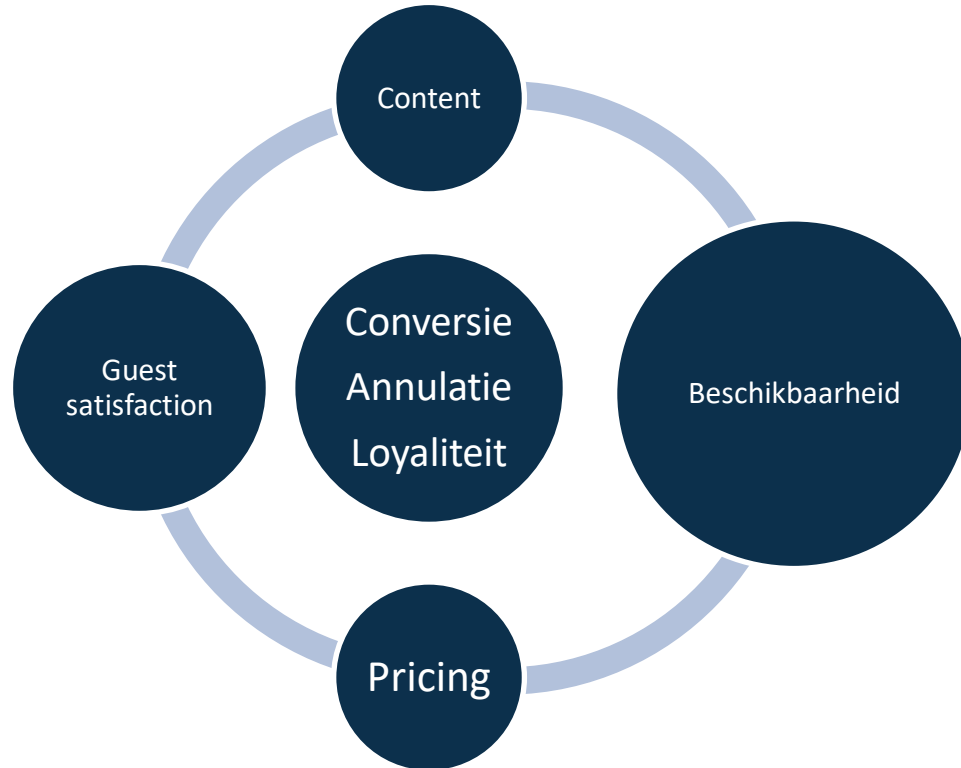 Content
Guest
satisfaction
Conversie
Annulatie
Loyaliteit
Beschikbaarheid
Pricing